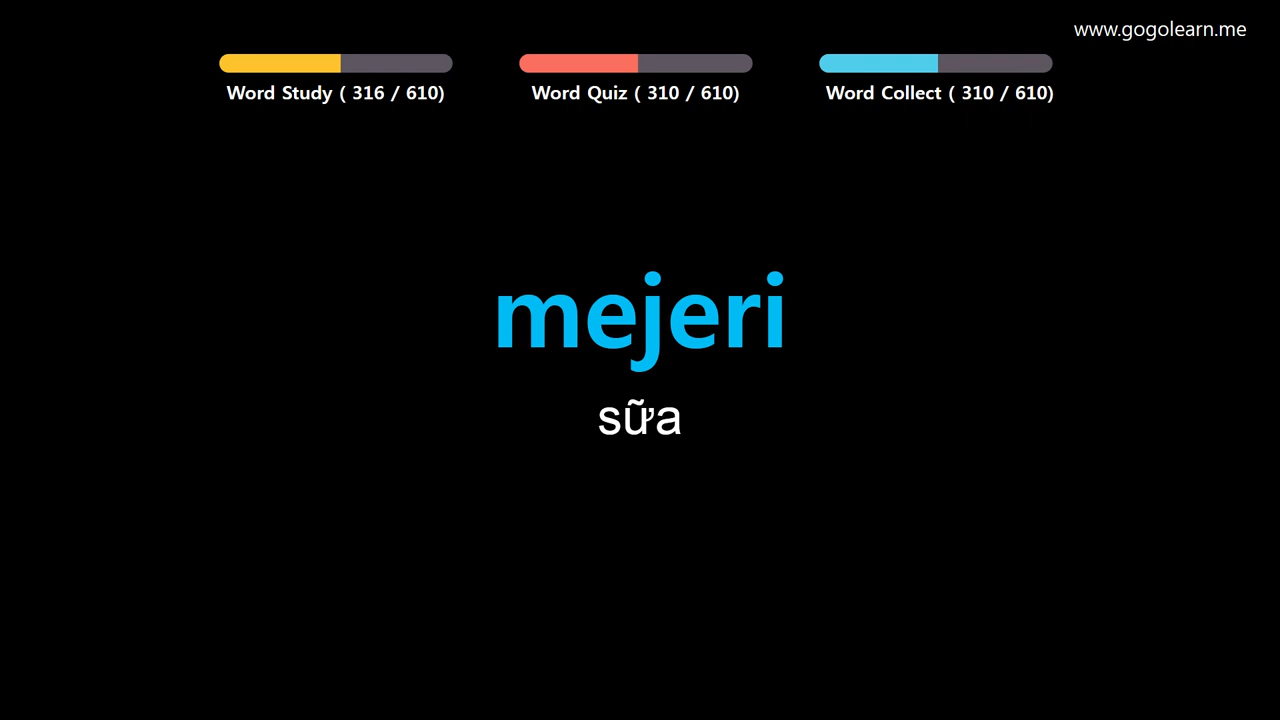 www.gogolearn.me
Word Study ( 316 / 610)
Word Quiz ( 310 / 610)
Word Collect ( 310 / 610)
mejeri
sữa